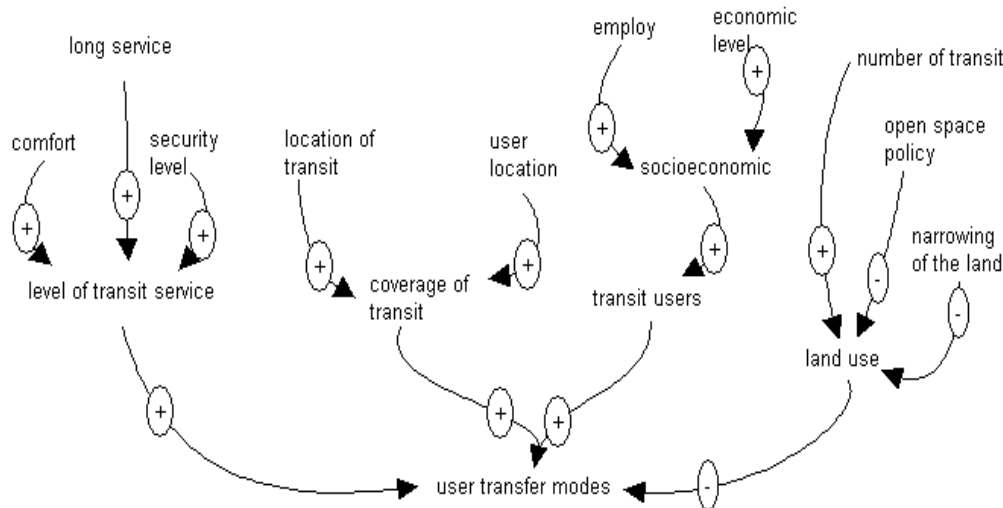 long service
employ
economic
level
number of transit
comfort
security
level
location of
transit
user
location
socioeconomic
open space
policy
narrowing
of the land
level of transit service
coverage of
transit
transit users
land use
user transfer modes
+
+
+
+
+
+
+
+
+
+
-
-
+
+
+
-